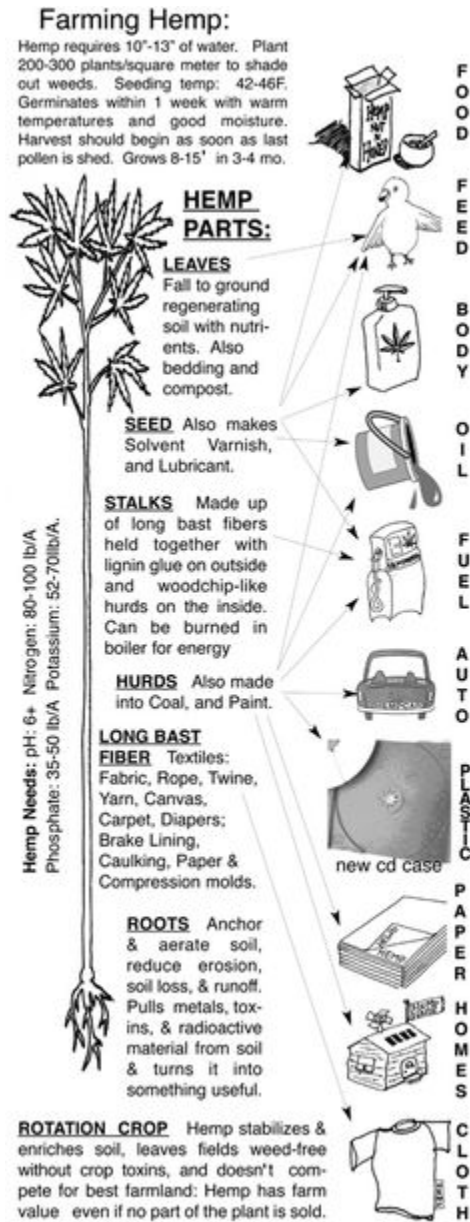 Farming Hemp:
Hemp requires 10"-13" of water. Plant
200-300 plants/square meter to shade
out weeds. Seeding temp: 42-46F.
Germinates within 1 week with warm
temperatures and good moisture.
Harvest should begin as soon as last
pollen is shed. Grows 8-15' in 3-4 mo.
HEMP
PARTS:
LEAVES
Fall to ground
regenerating
soil with nutri-
ents. Also
bedding and
compost.
SEED Also makes
Solvent Varnish,
and Lubricant.
STALKS Made up
of long bast fibers
held together with
lignin glue on outside
and woodchip-like
hurds on the inside.
Can be burned in
boiler for energy
HURDS Also made
into Coal, and Paint.
LONG BAST
FIBER Textiles:
Fabric, Rope, Twine,
Yarn, Canvas,
Carpet, Diapers;
Brake Lining,
Caulking, Paper &
Compression molds.
ROOTS Anchor
& aerate soil,
reduce erosion,
soil loss, & runoff.
Pulls metals, tox-
ins, & radioactive
material from soil
& turns it into
something useful.
Hemp Needs: pH: 6+ Nitrogen: 80-100 lb/A
Phosphate: 35-50 lb/A Potassium: 52-70llb/A.
ROTATION CROP Hemp stabilizes &
enriches soil, leaves fields weed-free
without crop toxins, and doesn't com-
pete for best farmland: Hemp has farm
value even if no part of the plant is sold.
FOOD
FEED
BODY
OIL
FUEL
AUTO
PLASTIC
new cd case
PAPER
HOMES
CLOTH